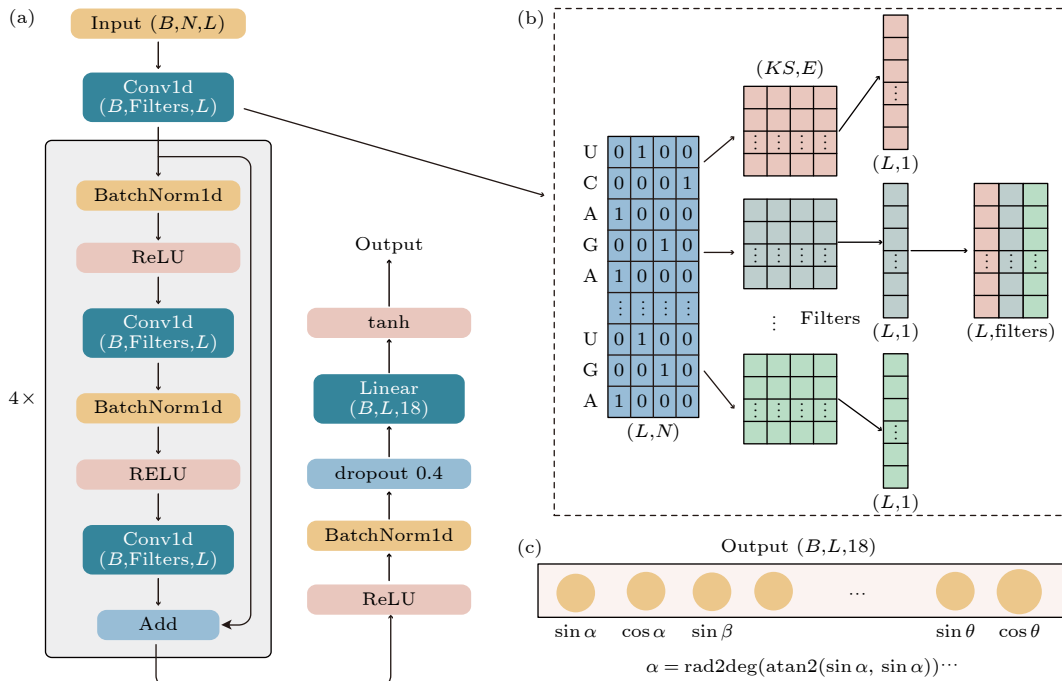 (a)
Input (B,N,L)
Conv1d
(B,Filters,L)
BatchNorm1d
ReLU
Conv1d
(B,Filters,L)
4×
BatchNorm1d
RELU
Conv1d
(B,Filters,L)
Add
Output
tanh
Linear
(B,L,18)
dropout 0.4
BatchNorm1d
ReLU
(b)
(KS,E)
U 0 1 0 0
C 0 0 0 1
A 1 0 0 0
G 0 0 1 0
A 1 0 0 0
⋮ ⋮ ⋮ ⋮
U 0 1 0 0
G 0 0 1 0
A 1 0 0 0
(L,N)
⋮ ⋮ ⋮ ⋮
⋮ ⋮ ⋮ ⋮
⋮ Filters
⋮ ⋮ ⋮ ⋮
⋮
(L,1)
⋮
(L,1)
⋮
(L,1)
⋮ ⋮ ⋮
(L,filters)
(c)
Output (B,L,18)
···
sin α cos α sin β sin θ cos θ
α = rad2deg(atan2(sin α, sin α))···